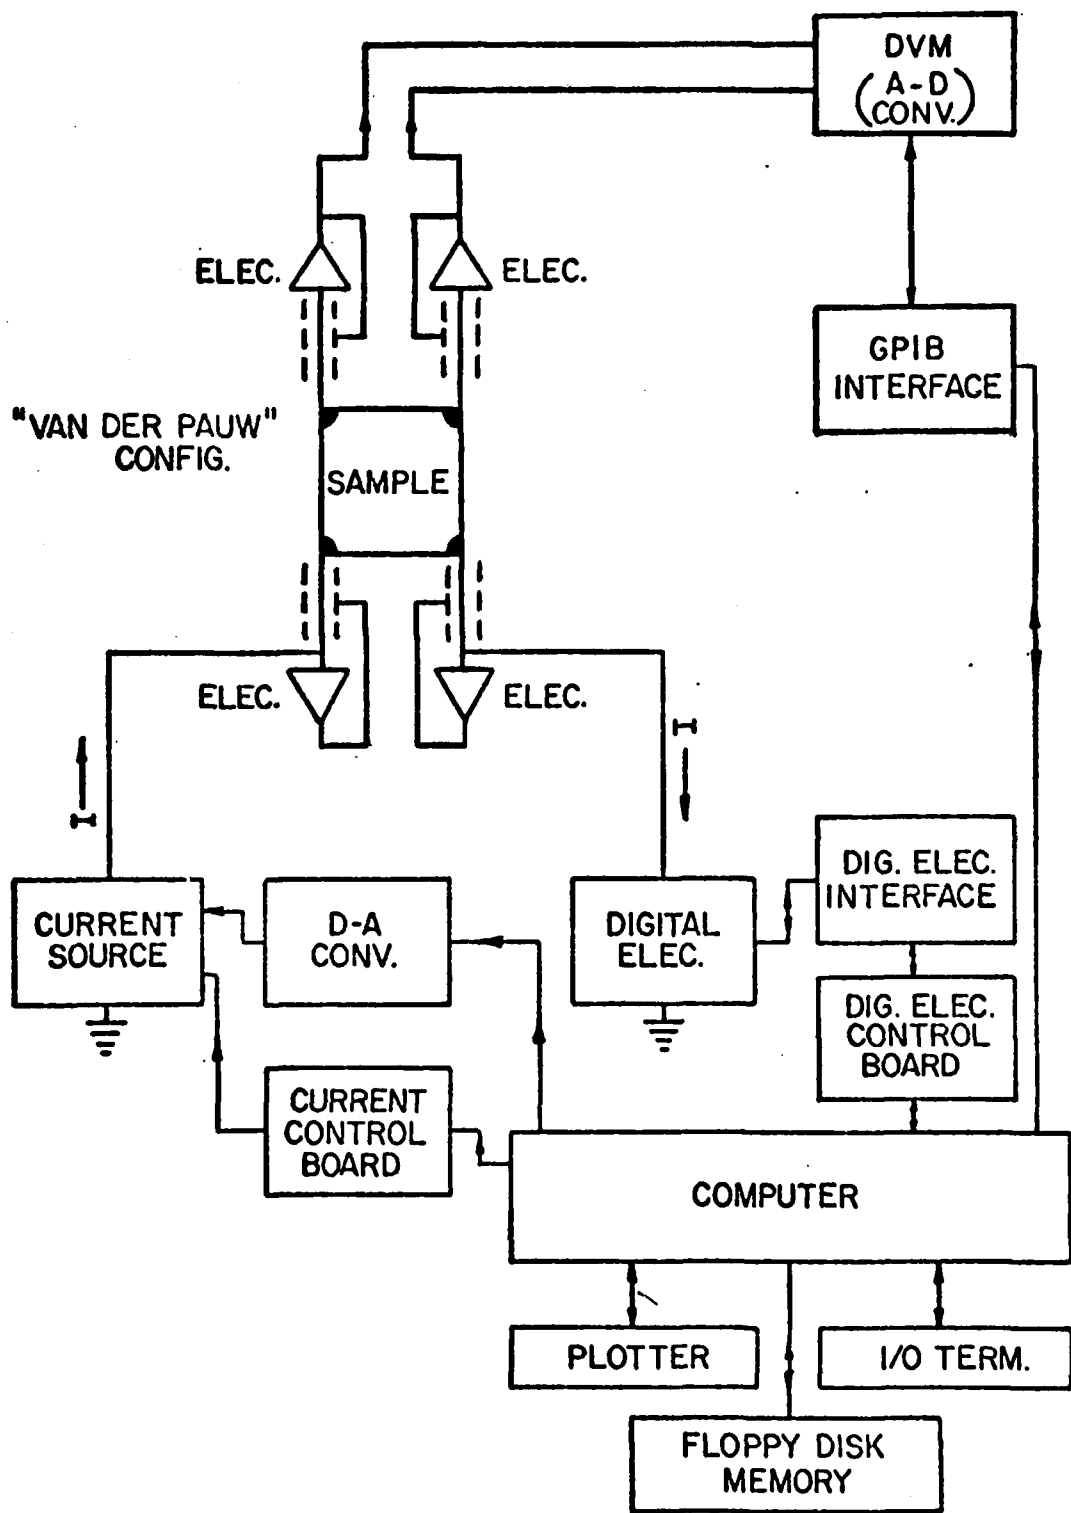 DVM
(A-D
CONV.)
ELEC.
ELEC.
GPIB
INTERFACE
"VAN DER PAUW"
CONFIG.
SAMPLE
ELEC.
ELEC.
I
I
CURRENT
SOURCE
D-A
CONV.
DIGITAL
ELEC.
DIG. ELEC.
INTERFACE
DIG. ELEC.
CONTROL
BOARD
CURRENT
CONTROL
BOARD
COMPUTER
PLOTTER
I/O TERM.
FLOPPY DISK
MEMORY